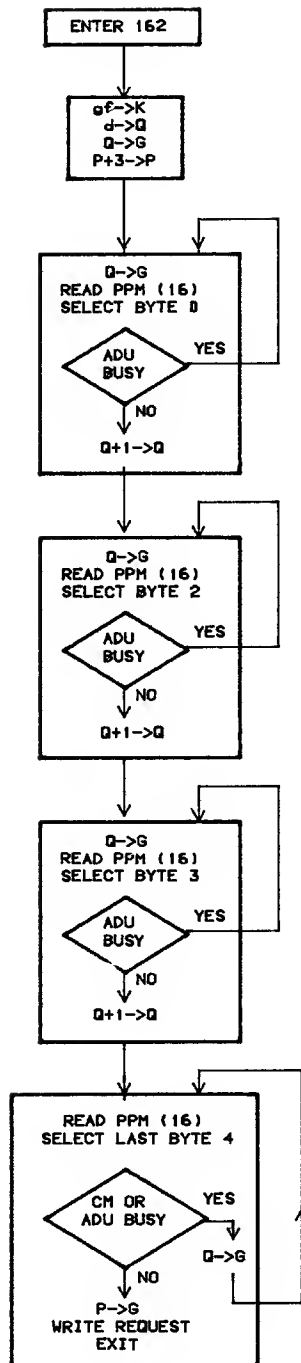 ENTER 162
gf->K
d->Q
Q->G
P+3->P
Q->G
READ PPM (16)
SELECT BYTE 0
ADU
BUSY
YES
NO
Q+1->Q
Q->G
READ PPM (16)
SELECT BYTE 2
ADU
BUSY
YES
NO
Q+1->Q
Q->G
READ PPM (16)
SELECT BYTE 3
ADU
BUSY
YES
NO
Q+1->Q
READ PPM (16)
SELECT LAST BYTE 4
CM OR
ADU BUSY
YES
Q->G
NO
P->G
WRITE REQUEST
EXIT